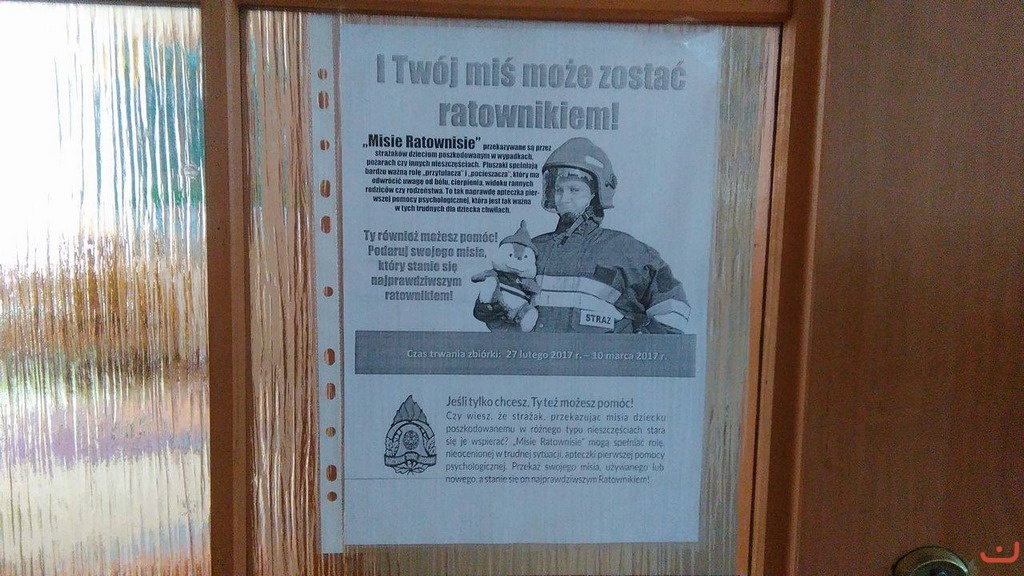 I Twój miś może zostać
ratownikiem!
„Misie Ratownisie” przekazywane są przez
strażaków dzieciom poszkodowanym w wypadkach,
pożarach czy innych nieszczęściach. Pluszaki spełniają
bardzo ważną rolę „przytulacza” i „pocieszacza”, który ma
odwrócić uwagę od bólu, cierpienia, widoku rannych
rodziców czy rodzeństwa. To tak naprawdę apteczka pier-
wszej pomocy psychologicznej, która jest tak ważna
w tych trudnych dla dziecka chwilach.
Ty również możesz pomóc!
Podaruj swojego misia,
który stanie się
najprawdziwszym
ratownikiem!
STRAŻ
Czas trwania zbiórki: 27 lutego 2017 r. – 10 marca 2017 r.
Jeśli tylko chcesz, Ty też możesz pomóc!
Czy wiesz, że strażak, przekazując misia dziecku
poszkodowanemu w różnego typu nieszczęściach stara
się je wspierać? „Misie Ratownisie” mogą spełniać rolę,
nieocenionej w trudnej sytuacji, apteczki pierwszej pomocy
psychologicznej. Przekaż swojego misia, używanego lub
nowego, a stanie się on najprawdziwszym Ratownikiem!